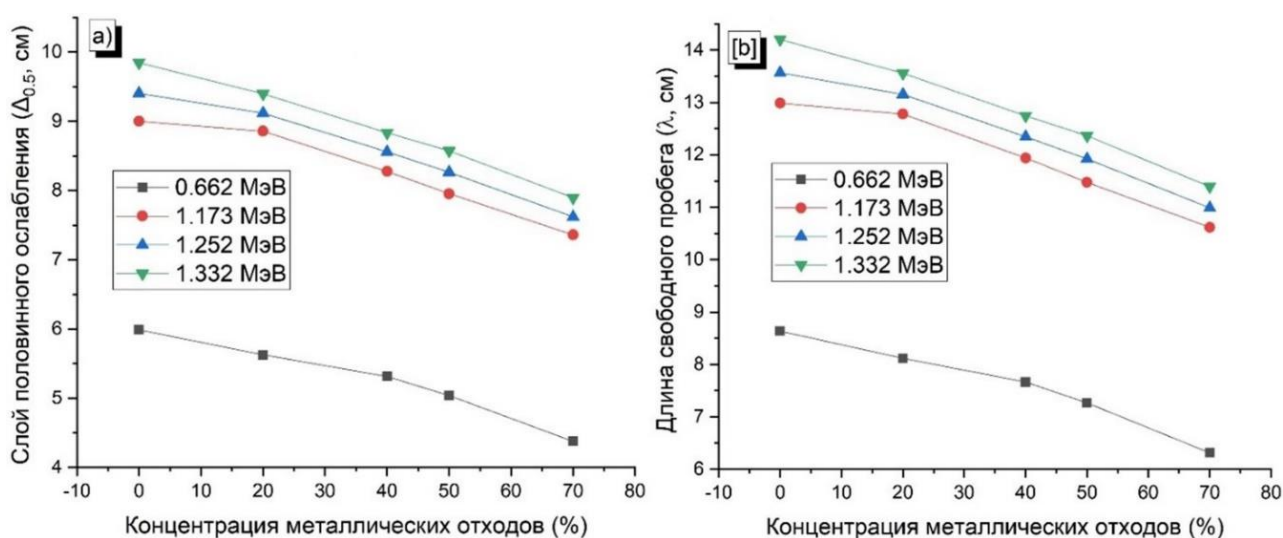 a)
Слой половинного ослабления (Δ0.5, см)
10
9
8
7
6
5
4
0.662 МэВ
1.173 МэВ
1.252 МэВ
1.332 МэВ
-10 0 10 20 30 40 50 60 70 80
Концентрация металлических отходов (%)
[b]
Длина свободного пробега (λ, см)
14
13
12
11
10
9
8
7
6
0.662 МэВ
1.173 МэВ
1.252 МэВ
1.332 МэВ
-10 0 10 20 30 40 50 60 70 80
Концентрация металлических отходов (%)